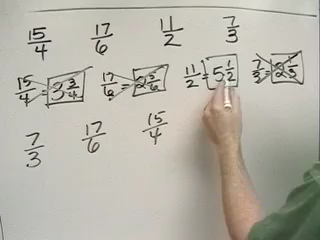 15/4 17/6 11/2 7/3
15/4 = 3 3/4 17/6 = 2 5/6 11/2 = 5 1/2 7/3 = 2 1/3
7/3 17/6 15/4